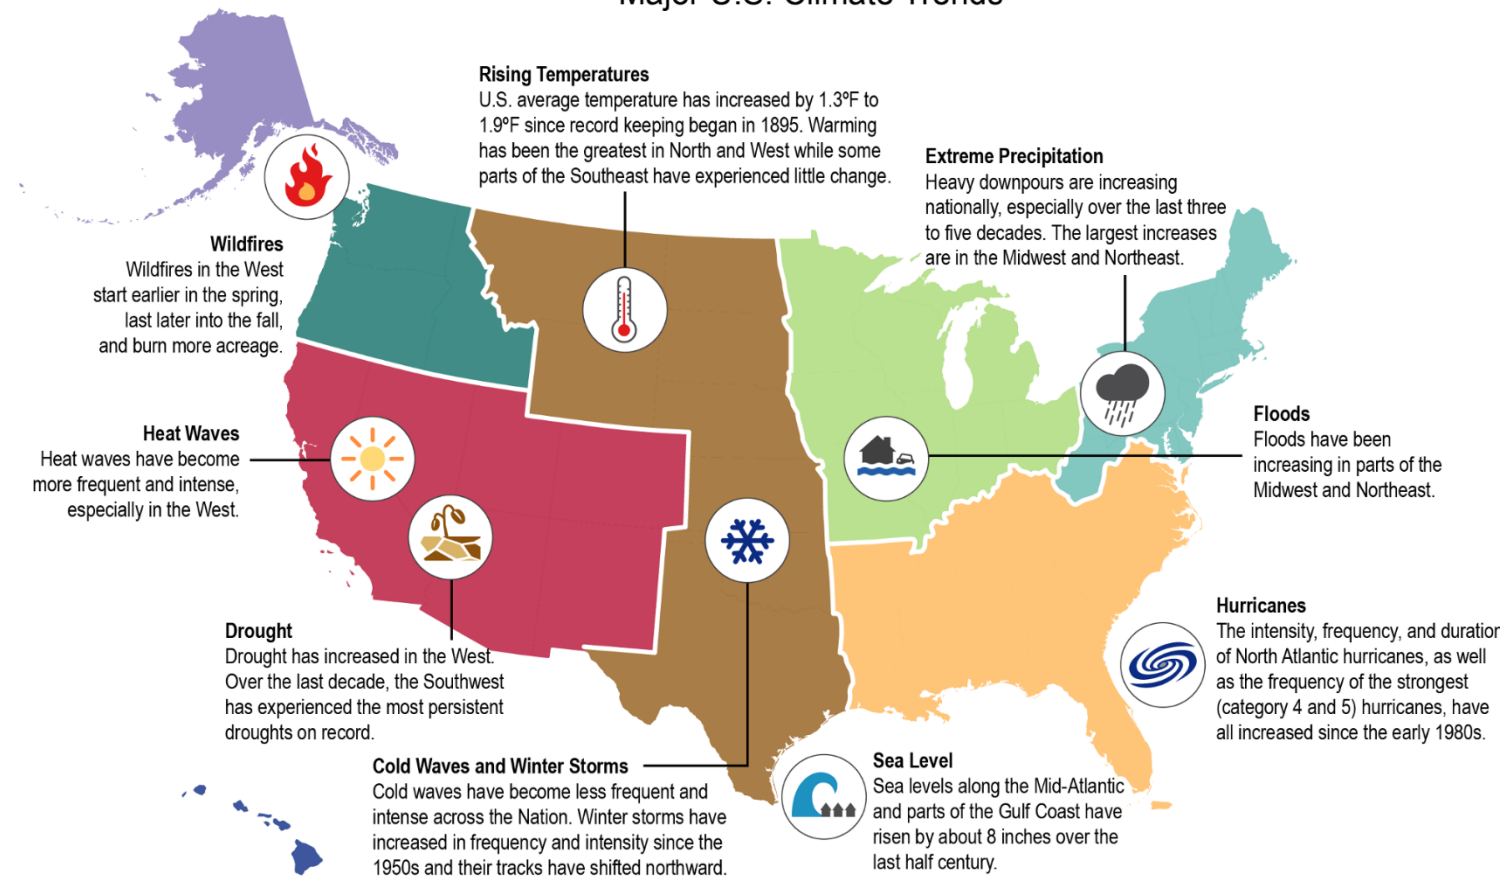 Major U.S. Climate Trends
Rising Temperatures
U.S. average temperature has increased by 1.3ºF to
1.9ºF since record keeping began in 1895. Warming
has been the greatest in North and West while some
parts of the Southeast have experienced little change.
Extreme Precipitation
Heavy downpours are increasing
nationally, especially over the last three
to five decades. The largest increases
are in the Midwest and Northeast.
Wildfires
Wildfires in the West
start earlier in the spring,
last later into the fall,
and burn more acreage.
Heat Waves
Heat waves have become
more frequent and intense,
especially in the West.
Floods
Floods have been
increasing in parts of the
Midwest and Northeast.
Drought
Drought has increased in the West.
Over the last decade, the Southwest
has experienced the most persistent
droughts on record.
Hurricanes
The intensity, frequency, and duration
of North Atlantic hurricanes, as well
as the frequency of the strongest
(category 4 and 5) hurricanes, have
all increased since the early 1980s.
Cold Waves and Winter Storms
Cold waves have become less frequent and
intense across the Nation. Winter storms have
increased in frequency and intensity since the
1950s and their tracks have shifted northward.
Sea Level
Sea levels along the Mid-Atlantic
and parts of the Gulf Coast have
risen by about 8 inches over the
last half century.